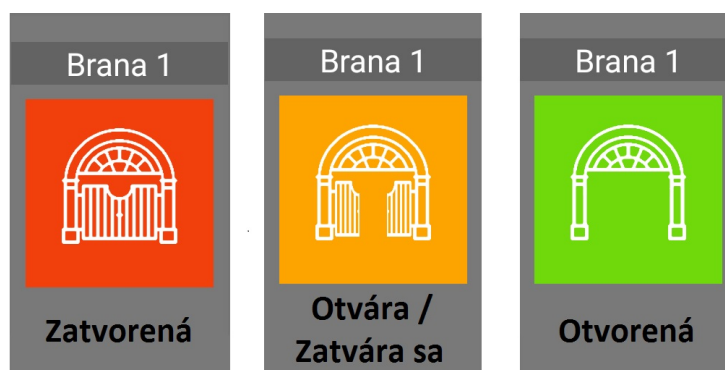 Brana 1
Zatvorená
Brana 1
Otvára /
Zatvára sa
Brana 1
Otvorená